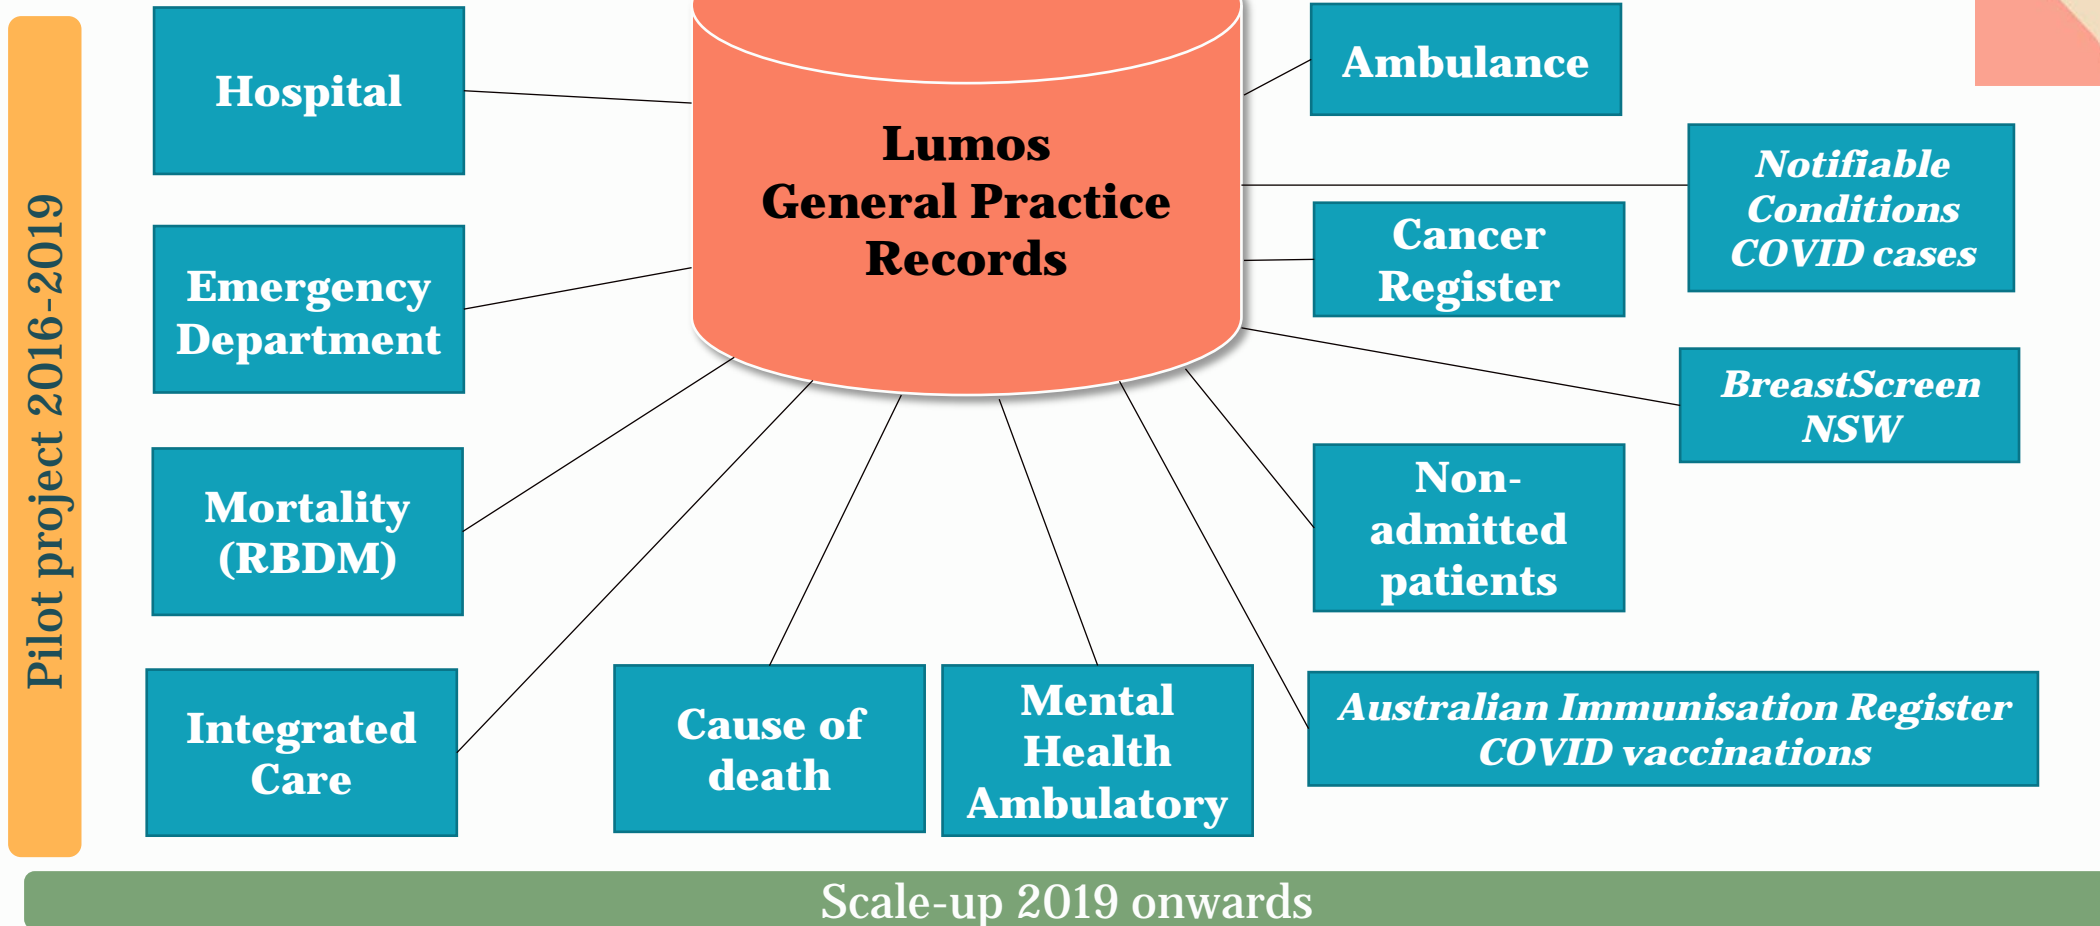 Pilot project 2016-2019
Hospital
Emergency
Department
Mortality
(RBDM)
Integrated
Care
Lumos
General Practice
Records
Cause of
death
Mental
Health
Ambulatory
Ambulance
Cancer
Register
Non-
admitted
patients
Notifiable
Conditions
COVID cases
BreastScreen
NSW
Australian Immunisation Register
COVID vaccinations
Scale-up 2019 onwards